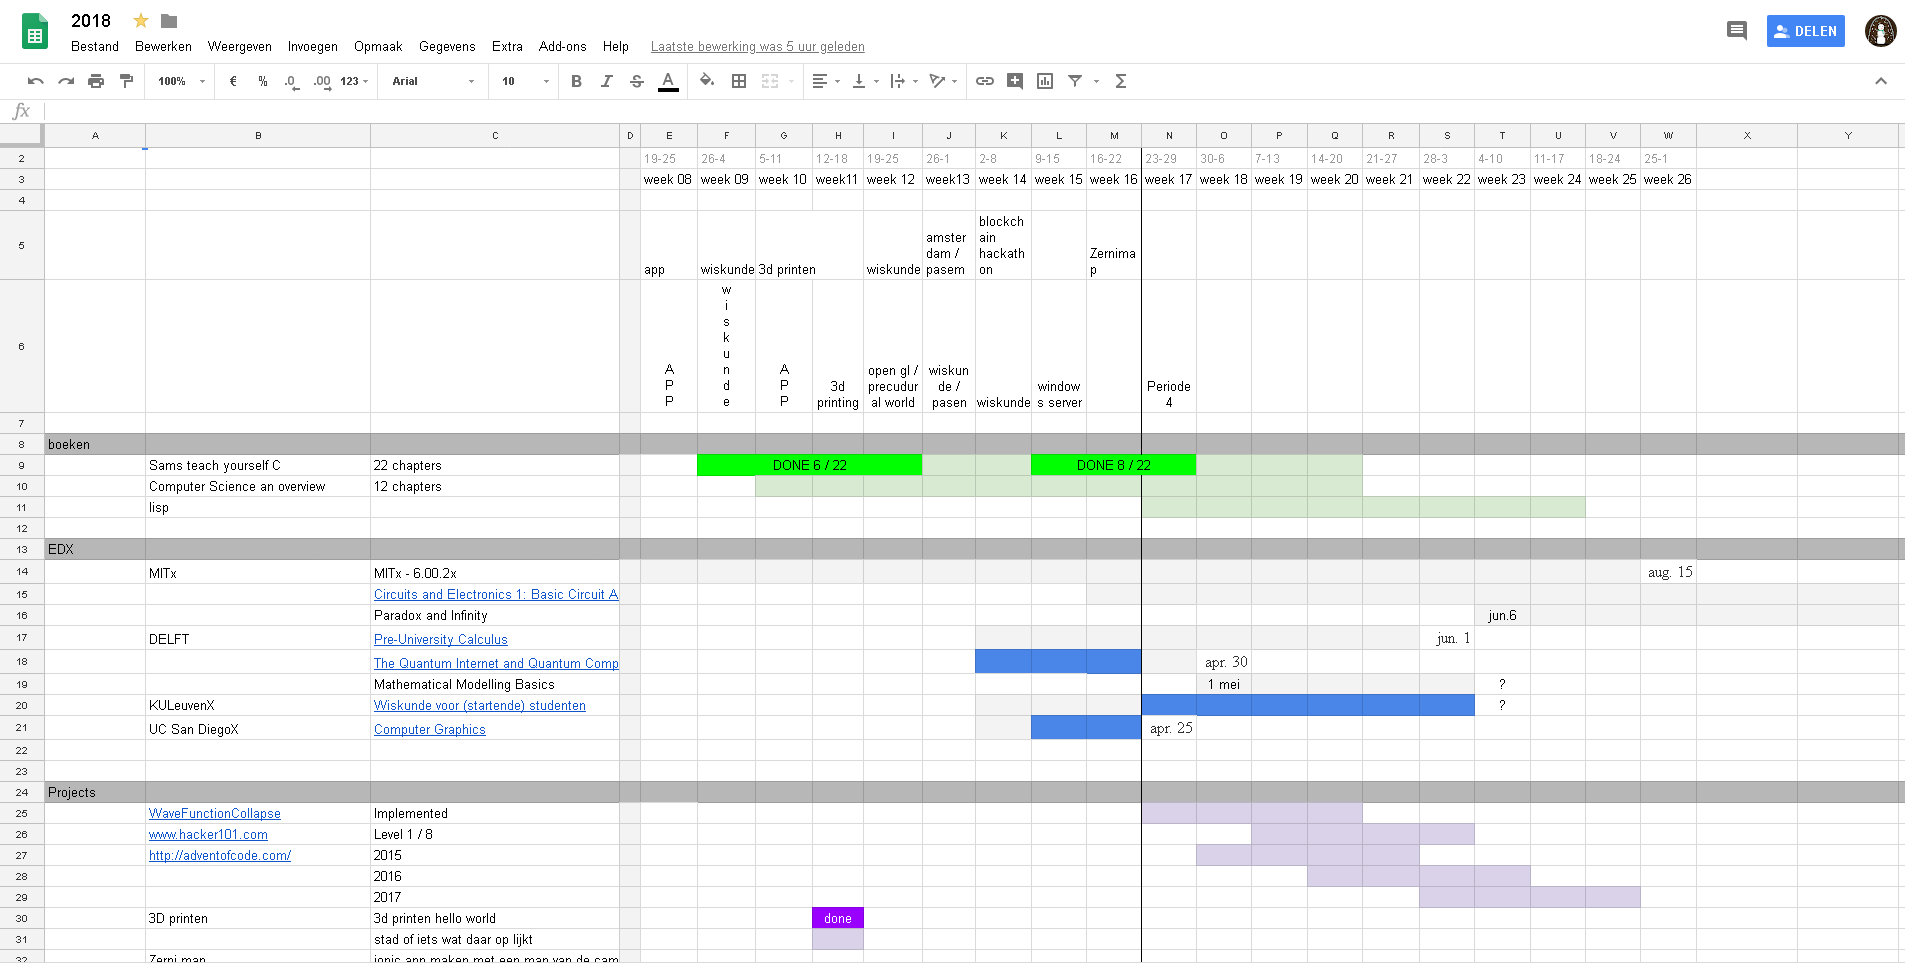 2018
Bestand Bewerken Weergeven Invoegen Opmaak Gegevens Extra Add-ons Help Laatste bewerking was 5 uur geleden
DELEN
100% € % .0 .00 123 Arial 10 B I S A Σ
fx
A B C D E F G H I J K L M N O P Q R S T U V W X Y
2 19-25 26-4 5-11 12-18 19-25 26-1 2-8 9-15 16-22 23-29 30-6 7-13 14-20 21-27 28-3 4-10 11-17 18-24 25-1
3 week 08 week 09 week 10 week11 week 12 week13 week 14 week 15 week 16 week 17 week 18 week 19 week 20 week 21 week 22 week 23 week 24 week 25 week 26
4
5 app wiskunde 3d printen wiskunde amster dam / pasem blockch ain hackath on Zernima p
6 A P P w i s k u n d e A P P 3d printing open gl / precudur al world wiskun de / pasen wiskunde window s server Periode 4
7
8 boeken
9 Sams teach yourself C 22 chapters DONE 6 / 22 DONE 8 / 22
10 Computer Science an overview 12 chapters
11 lisp
12
13 EDX
14 MITx MITx - 6.00.2x aug. 15
15 Circuits and Electronics 1: Basic Circuit A
16 Paradox and Infinity jun.6
17 DELFT Pre-University Calculus jun. 1
18 The Quantum Internet and Quantum Comp apr. 30
19 Mathematical Modelling Basics 1 mei ?
20 KULeuvenX Wiskunde voor (startende) studenten ?
21 UC San DiegoX Computer Graphics apr. 25
22
23
24 Projects
25 WaveFunctionCollapse Implemented
26 www.hacker101.com Level 1 / 8
27 http://adventofcode.com/ 2015
28 2016
29 2017
30 3D printen 3d printen hello world done
31 stad of iets wat daar op lijkt
32 Zerni map ionic app maken met een map van de cam